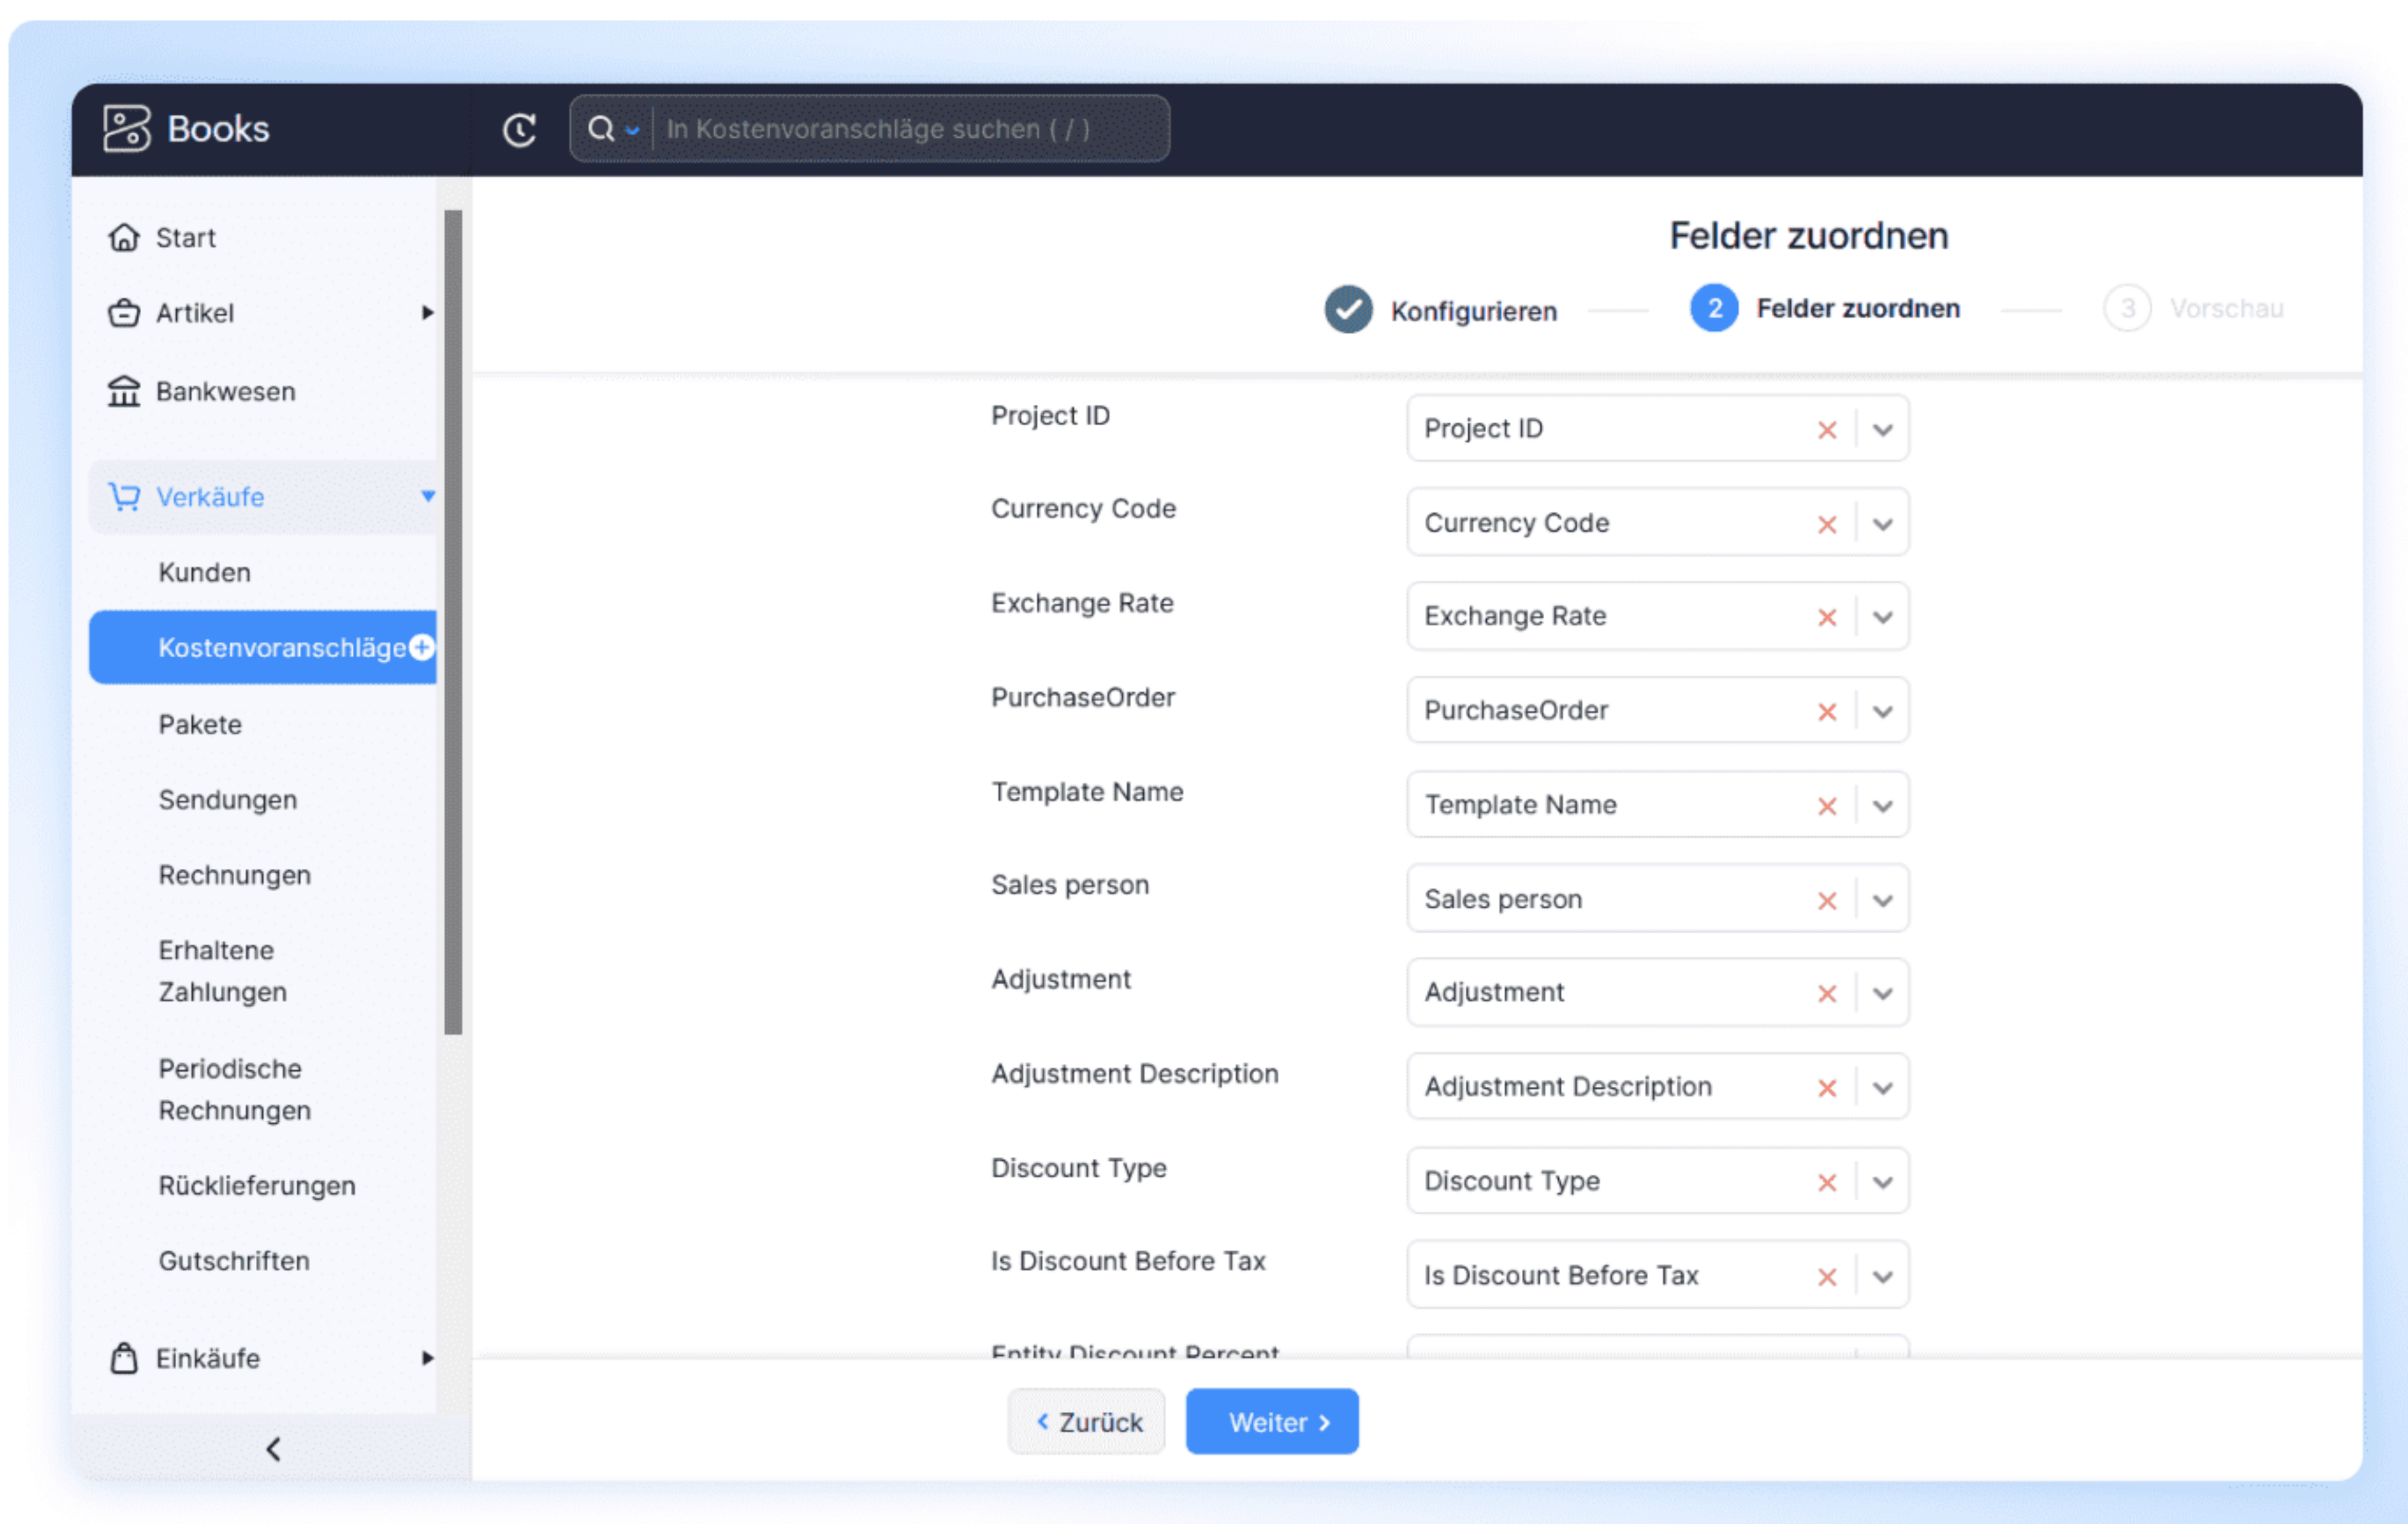 Books
In Kostenvoranschläge suchen ( / )
Start
Artikel
Bankwesen
Verkäufe
Kunden
Kostenvoranschläge
Pakete
Sendungen
Rechnungen
Erhaltene
Zahlungen
Periodische
Rechnungen
Rücklieferungen
Gutschriften
Einkäufe
Felder zuordnen
Konfigurieren
2 Felder zuordnen
3 Vorschau
Project ID Project ID
Currency Code Currency Code
Exchange Rate Exchange Rate
PurchaseOrder PurchaseOrder
Template Name Template Name
Sales person Sales person
Adjustment Adjustment
Adjustment Description Adjustment Description
Discount Type Discount Type
Is Discount Before Tax Is Discount Before Tax
Entity Discount Percent
Zurück Weiter